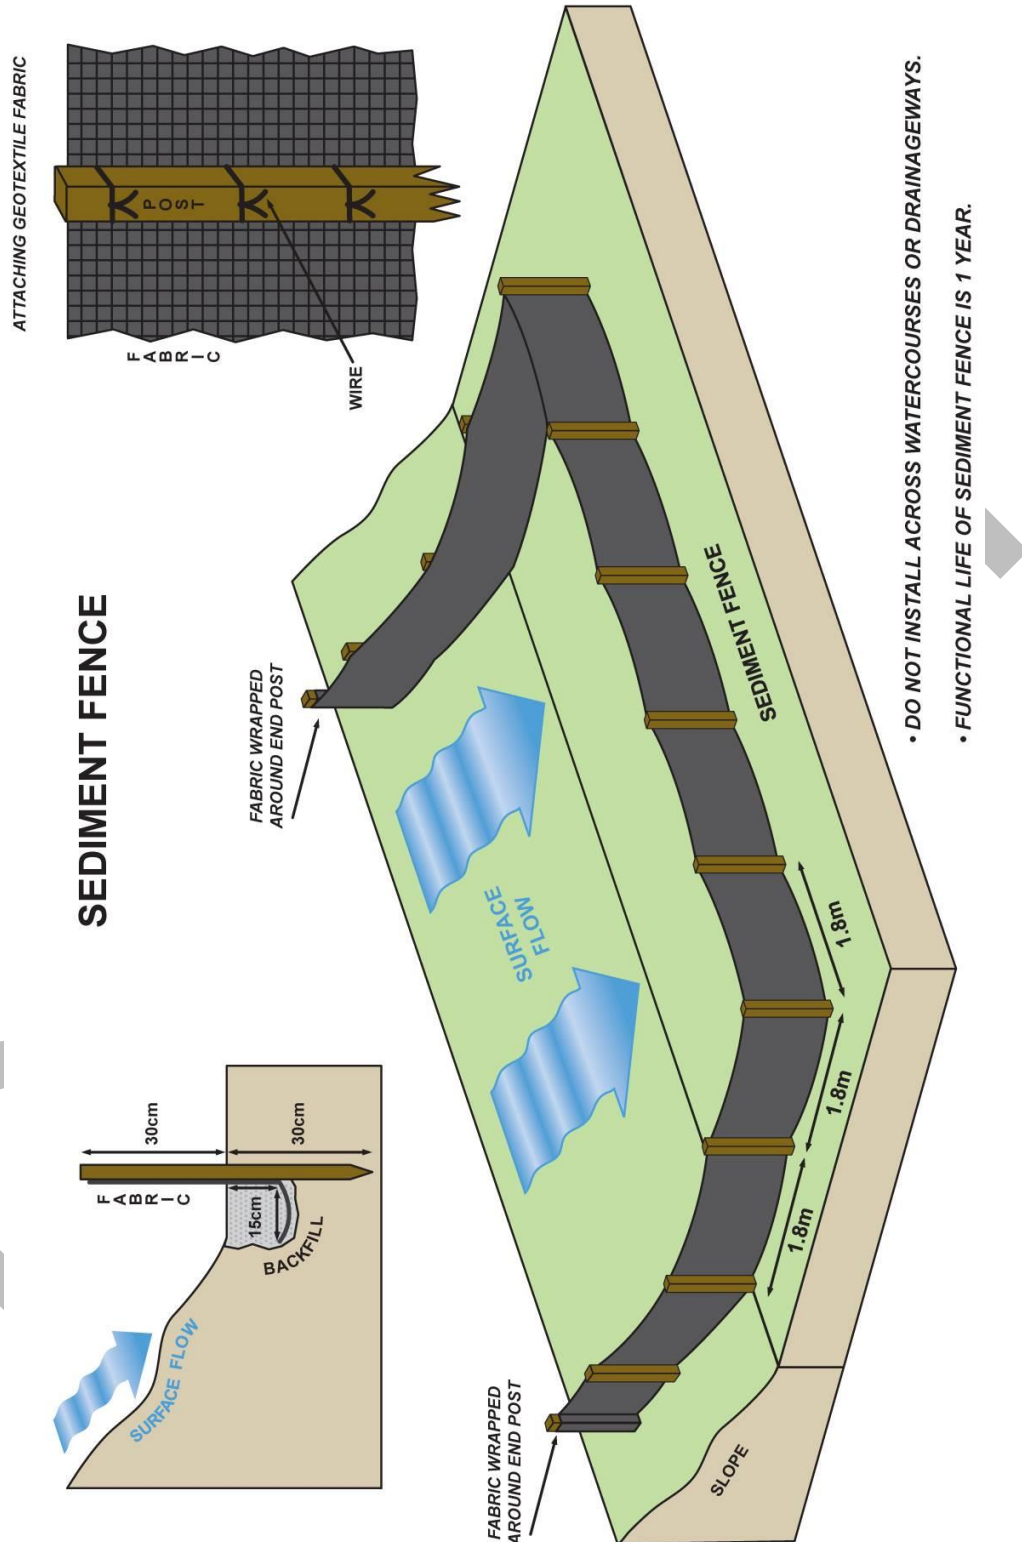 SEDIMENT FENCE
SURFACE FLOW
FABRIC
30cm
30cm
15cm
BACKFILL
ATTACHING GEOTEXTILE FABRIC
POST
FABRIC
WIRE
FABRIC WRAPPED
AROUND END POST
FABRIC WRAPPED
AROUND END POST
SURFACE
FLOW
SLOPE
SEDIMENT FENCE
1.8m
1.8m
1.8m
• DO NOT INSTALL ACROSS WATERCOURSES OR DRAINAGEWAYS.
• FUNCTIONAL LIFE OF SEDIMENT FENCE IS 1 YEAR.